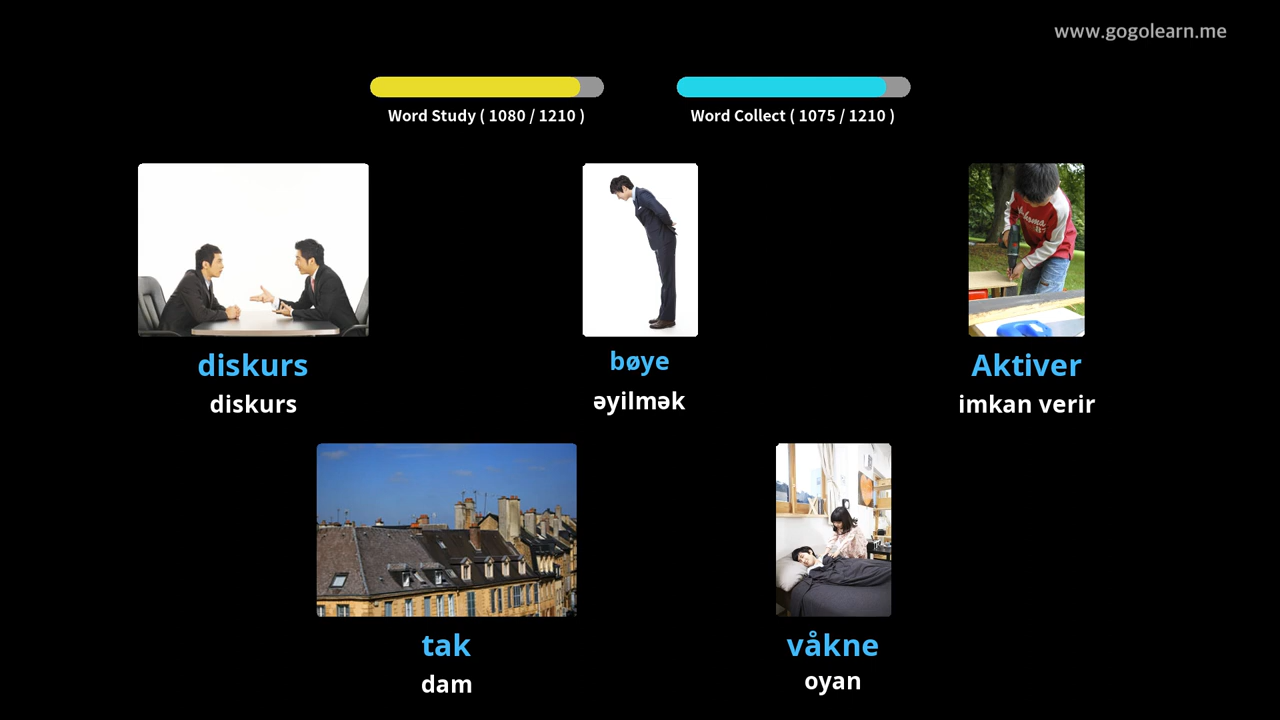 www.gogolearn.me
Word Study ( 1080 / 1210 )
Word Collect ( 1075 / 1210 )
diskurs
diskurs
bøye
əyilmək
Aktiver
imkan verir
tak
dam
våkne
oyan